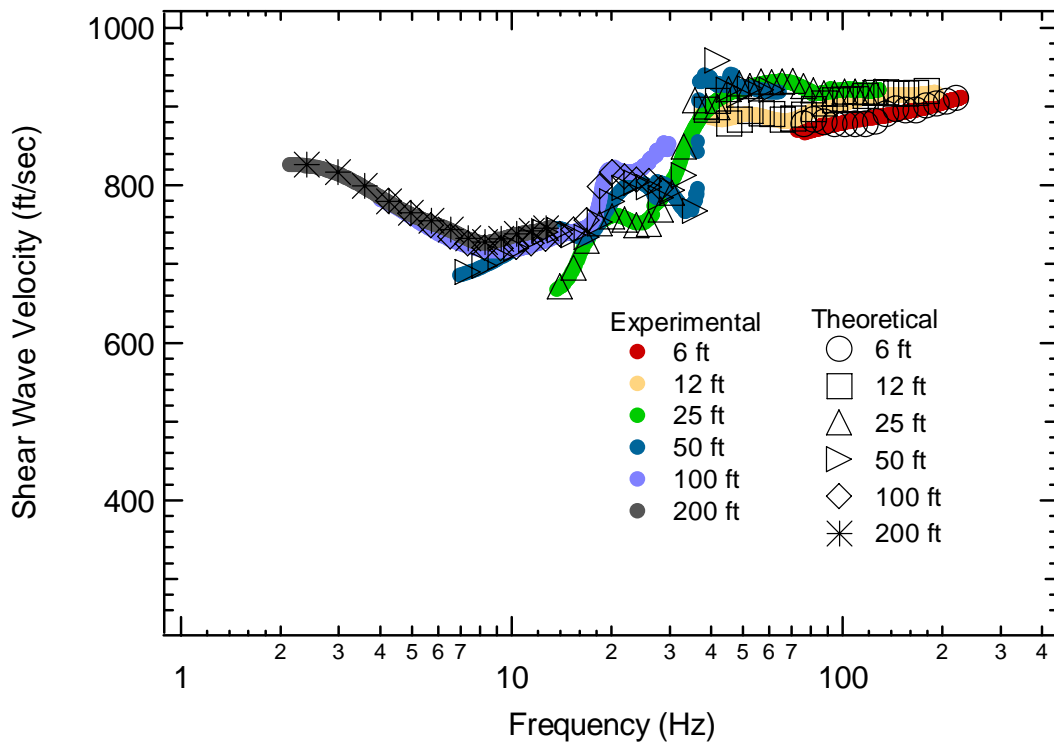 1000
800
600
400
Shear Wave Velocity (ft/sec)
Experimental
6 ft
12 ft
25 ft
50 ft
100 ft
200 ft
Theoretical
6 ft
12 ft
25 ft
50 ft
100 ft
200 ft
2 3 4 5 6 7 2 3 4 5 6 7 2 3 4
1 10 100
Frequency (Hz)